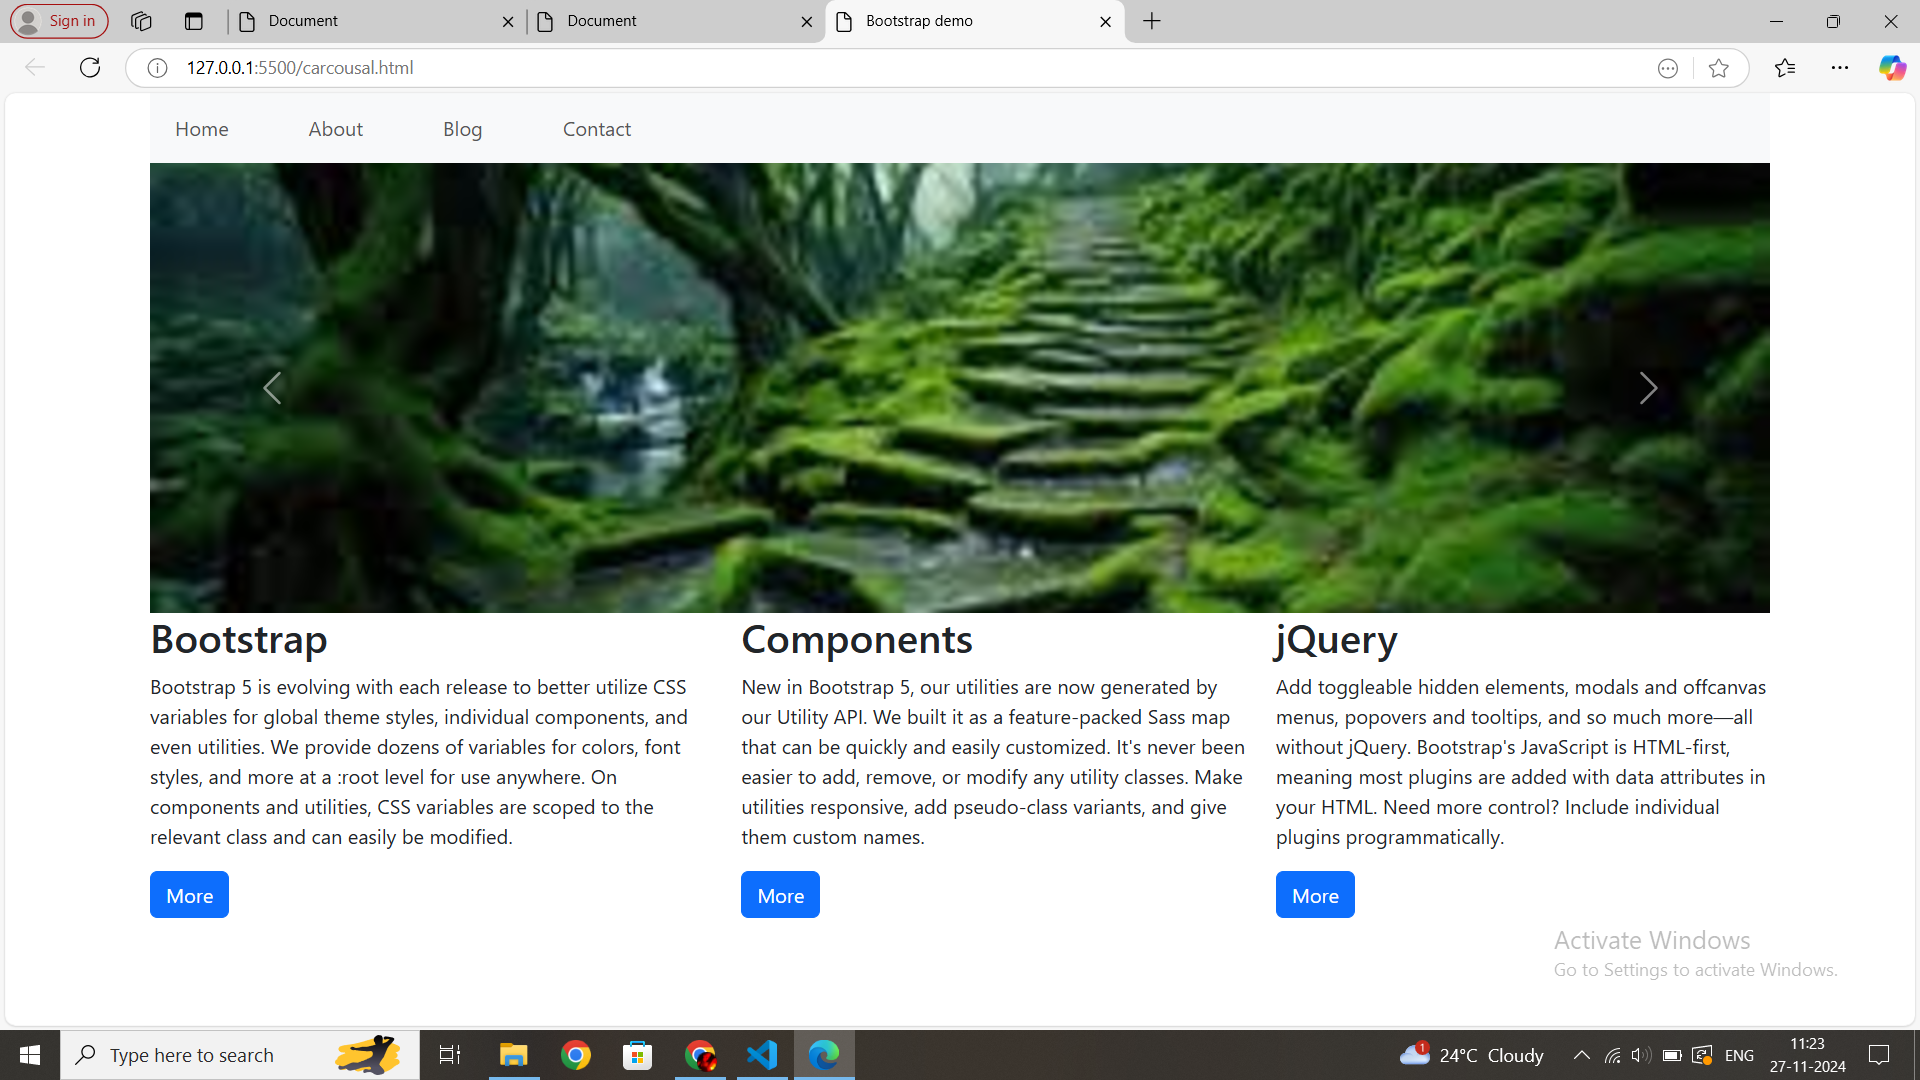 Sign in
Document
Document
Bootstrap demo
127.0.0.1:5500/carcousal.html
Home About Blog Contact
Bootstrap
Bootstrap 5 is evolving with each release to better utilize CSS
variables for global theme styles, individual components, and
even utilities. We provide dozens of variables for colors, font
styles, and more at a :root level for use anywhere. On
components and utilities, CSS variables are scoped to the
relevant class and can easily be modified.
More
Components
New in Bootstrap 5, our utilities are now generated by
our Utility API. We built it as a feature-packed Sass map
that can be quickly and easily customized. It's never been
easier to add, remove, or modify any utility classes. Make
utilities responsive, add pseudo-class variants, and give
them custom names.
More
jQuery
Add toggleable hidden elements, modals and offcanvas
menus, popovers and tooltips, and so much more—all
without jQuery. Bootstrap's JavaScript is HTML-first,
meaning most plugins are added with data attributes in
your HTML. Need more control? Include individual
plugins programmatically.
More
Activate Windows
Go to Settings to activate Windows.
Type here to search
1
24°C Cloudy
ENG
11:23
27-11-2024